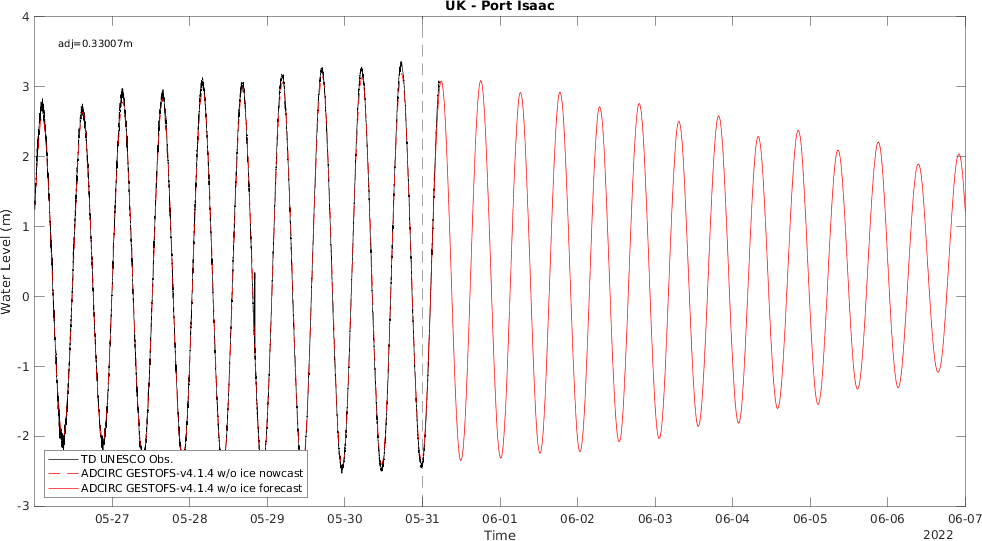 UK - Port Isaac
adj=0.33007m
Water Level (m)
4
3
2
1
0
-1
-2
-3
TD UNESCO Obs.
ADCIRC GESTOFS-v4.1.4 w/o ice nowcast
ADCIRC GESTOFS-v4.1.4 w/o ice forecast
05-27 05-28 05-29 05-30 05-31 06-01 06-02 06-03 06-04 06-05 06-06 06-07
Time
2022